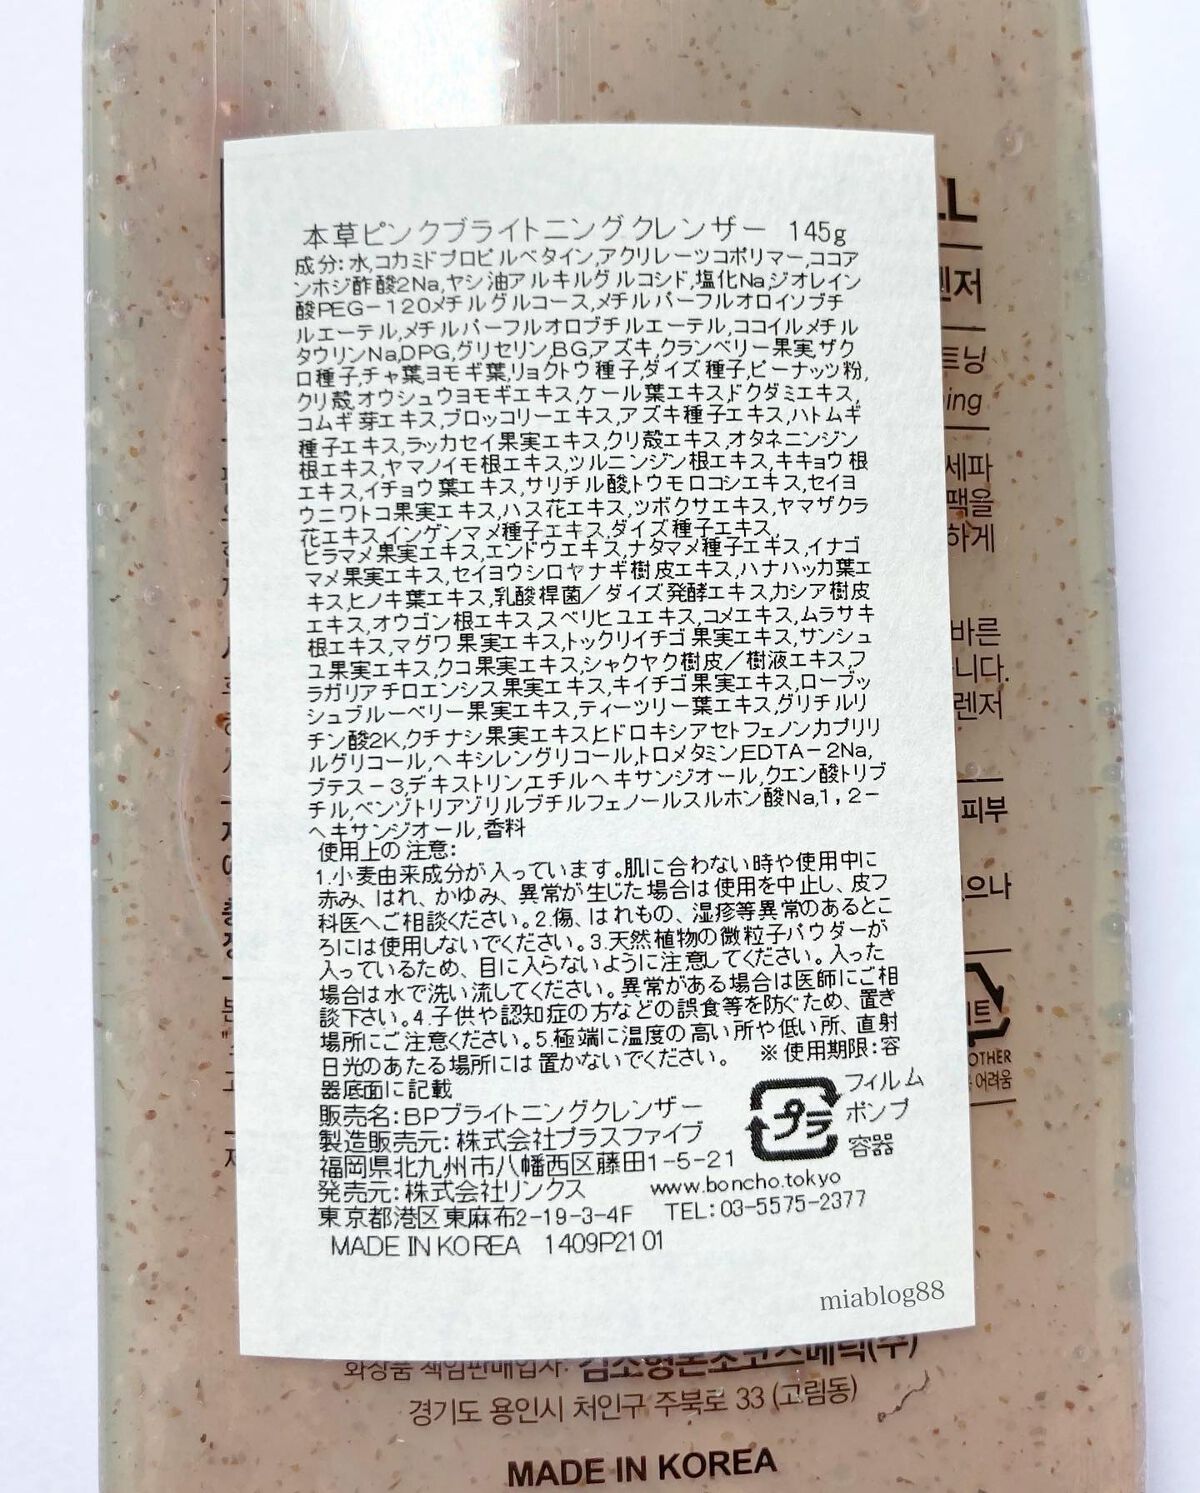 本草ピンクブライトニングクレンザー 145g
成分:水,コカミドプロピルベタイン,アクリレーツコポリマー,ココア
ンホジ酢酸2Na,ヤシ油アルキルグルコシド,塩化Na,ジオレイン
酸PEG-120メチルグルコース,メチルパーフルオロイソブチ
ルエーテル,メチルパーフルオロブチルエーテル,ココイルメチル
タウリンNa,DPG,グリセリン,BG,アズキ,クランベリー果実,ザク
ロ種子,チャ葉,ヨモギ葉,リョクトウ種子,ダイズ種子,ピーナッツ粉,
クリ殻,オウシュウヨモギエキス,ケール葉エキス,ドクダミエキス,
コムギ芽エキス,ブロッコリーエキス,アズキ種子エキス,ハトムギ
種子エキス,ラッカセイ果実エキス,クリ殻エキス,オタネニンジン
根エキス,ヤマノイモ根エキス,ツルニンジン根エキス,キキョウ根
エキス,イチョウ葉エキス,サリチル酸,トウモロコシエキス,セイヨ
ウニワトコ果実エキス,ハス花エキス,ツボクサエキス,ヤマザクラ
花エキス,インゲンマメ種子エキス,ダイズ種子エキス,
ヒラマメ果実エキス,エンドウエキス,ナタマメ種子エキス,イナゴ
マメ果実エキス,セイヨウシロヤナギ樹皮エキス,ハナハッカ葉エ
キス,ヒノキ葉エキス,乳酸桿菌/ダイズ発酵エキス,カシア樹皮
エキス,オウゴン根エキス,スベリヒユエキス,コメエキス,ムラサキ
根エキス,マグワ果実エキス,トックリイチゴ果実エキス,サンシュ
ユ果実エキス,クコ果実エキス,シャクヤク樹皮/樹液エキス,フ
ラガリアチロエンシス果実エキス,キイチゴ果実エキス,ローブッ
シュブルーベリー果実エキス,ティーツリー葉エキス,グリチルリ
チン酸2K,クチナシ果実エキス,ヒドロキシアセトフェノン,カプリリ
ルグリコール,ヘキシレングリコール,トロメタミン,EDTA-2Na,
プテス-3,デキストリン,エチルヘキサンジオール,クエン酸トリブ
チル,ベンゾトリアゾリルブチルフェノールスルホン酸Na,1,2-
ヘキサンジオール,香料
使用上の注意:
1.小麦由来成分が入っています。肌に合わない時や使用中に
赤み、はれ、かゆみ、異常が生じた場合は使用を中止し、皮フ
科医へご相談ください。2.傷、はれもの、湿疹等異常のあるとこ
ろには使用しないでください。3.天然植物の微粒子パウダーが
入っているため、目に入らないように注意してください。入った
場合は水で洗い流してください。異常がある場合は医師にご相
談下さい。4.子供や認知症の方などの誤食等を防ぐため、置き
場所にご注意ください。5.極端に温度の高い所や低い所、直射
日光のあたる場所には置かないでください。 ※使用期限:容
器底面に記載
販売名:BPブライトニングクレンザー
製造販売元:株式会社プラスファイブ
福岡県北九州市八幡西区藤田1-5-21
発売元:株式会社リンクス www.boncho.tokyo
東京都港区東麻布2-19-3-4F TEL:03-5575-2377
MADE IN KOREA 1409P2101
プラ
フィルム
ポンプ
容器
miablog88
LL
렌저
트닝
ning
세파
팩을
하게
바른
니다.
렌저
피부
있으나
OTHER
어려움
화장품 책임판매업자: 김소형본초코스메틱(주)
경기도 용인시 처인구 주북로 33 (고림동)
MADE IN KOREA